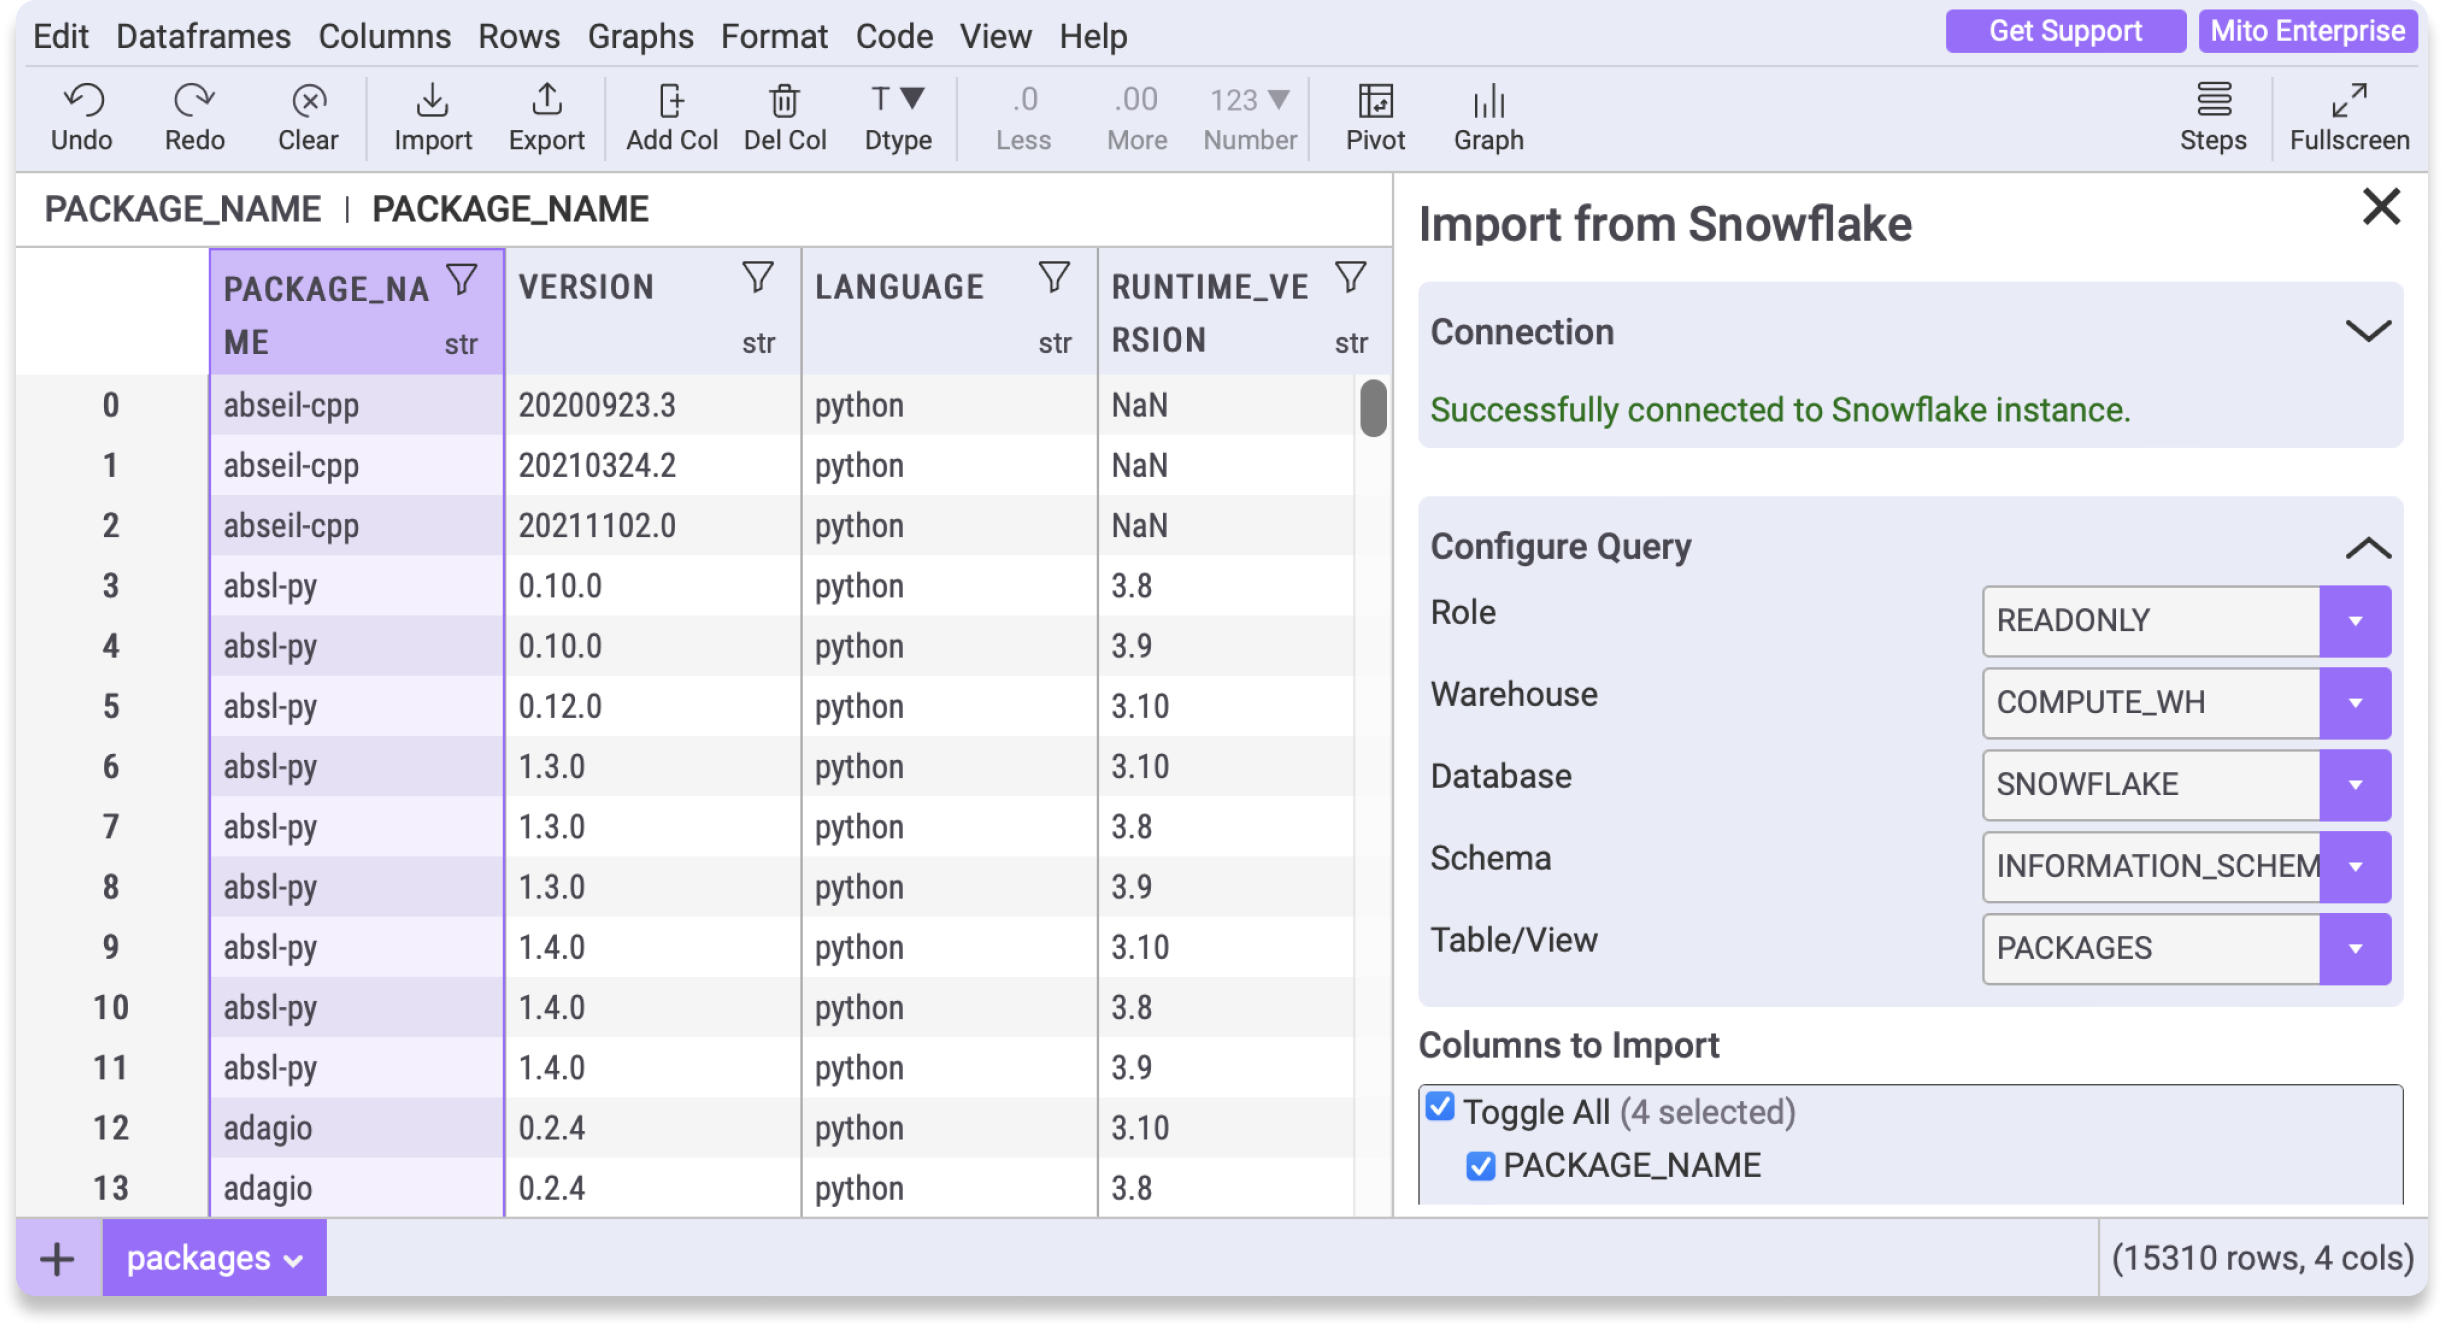 Edit Dataframes Columns Rows Graphs Format Code View Help Get Support Mito Enterprise
T .0 .00 123
Undo Redo Clear Import Export Add Col Del Col Dtype Less More Number Pivot Graph Steps Fullscreen
PACKAGE_NAME | PACKAGE_NAME
PACKAGE_NA
ME str
VERSION str
LANGUAGE str
RUNTIME_VE
RSION str
0 abseil-cpp 20200923.3 python NaN
1 abseil-cpp 20210324.2 python NaN
2 abseil-cpp 20211102.0 python NaN
3 absl-py 0.10.0 python 3.8
4 absl-py 0.10.0 python 3.9
5 absl-py 0.12.0 python 3.10
6 absl-py 1.3.0 python 3.10
7 absl-py 1.3.0 python 3.8
8 absl-py 1.3.0 python 3.9
9 absl-py 1.4.0 python 3.10
10 absl-py 1.4.0 python 3.8
11 absl-py 1.4.0 python 3.9
12 adagio 0.2.4 python 3.10
13 adagio 0.2.4 python 3.8
Import from Snowflake
Connection
Successfully connected to Snowflake instance.
Configure Query
Role READONLY
Warehouse COMPUTE_WH
Database SNOWFLAKE
Schema INFORMATION_SCHEM
Table/View PACKAGES
Columns to Import
Toggle All (4 selected)
PACKAGE_NAME
+ packages (15310 rows, 4 cols)